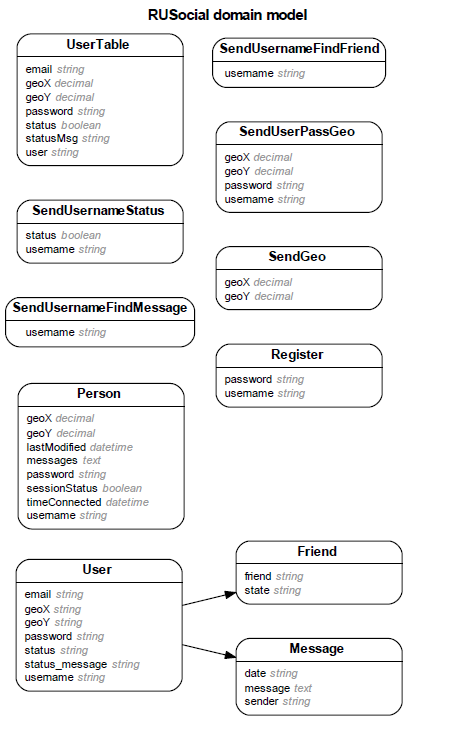 RUSocial domain model
UserTable
email string
geoX decimal
geoY decimal
password string
status boolean
statusMsg string
user string
SendUsernameFindFriend
username string
SendUserPassGeo
geoX decimal
geoY decimal
password string
username string
SendUsernameStatus
status boolean
username string
SendGeo
geoX decimal
geoY decimal
SendUsernameFindMessage
username string
Register
password string
username string
Person
geoX decimal
geoY decimal
lastModified datetime
messages text
password string
sessionStatus boolean
timeConnected datetime
username string
User
email string
geoX string
geoY string
password string
status string
status_message string
username string
Friend
friend string
state string
Message
date string
message text
sender string